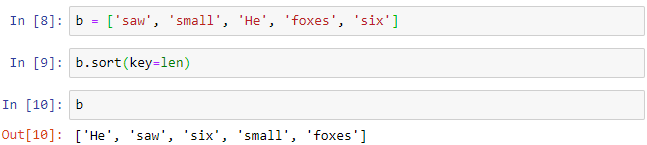 In [8]: b = ['saw', 'small', 'He', 'foxes', 'six']
In [9]: b.sort(key=len)
In [10]: b
Out[10]: ['He', 'saw', 'six', 'small', 'foxes']